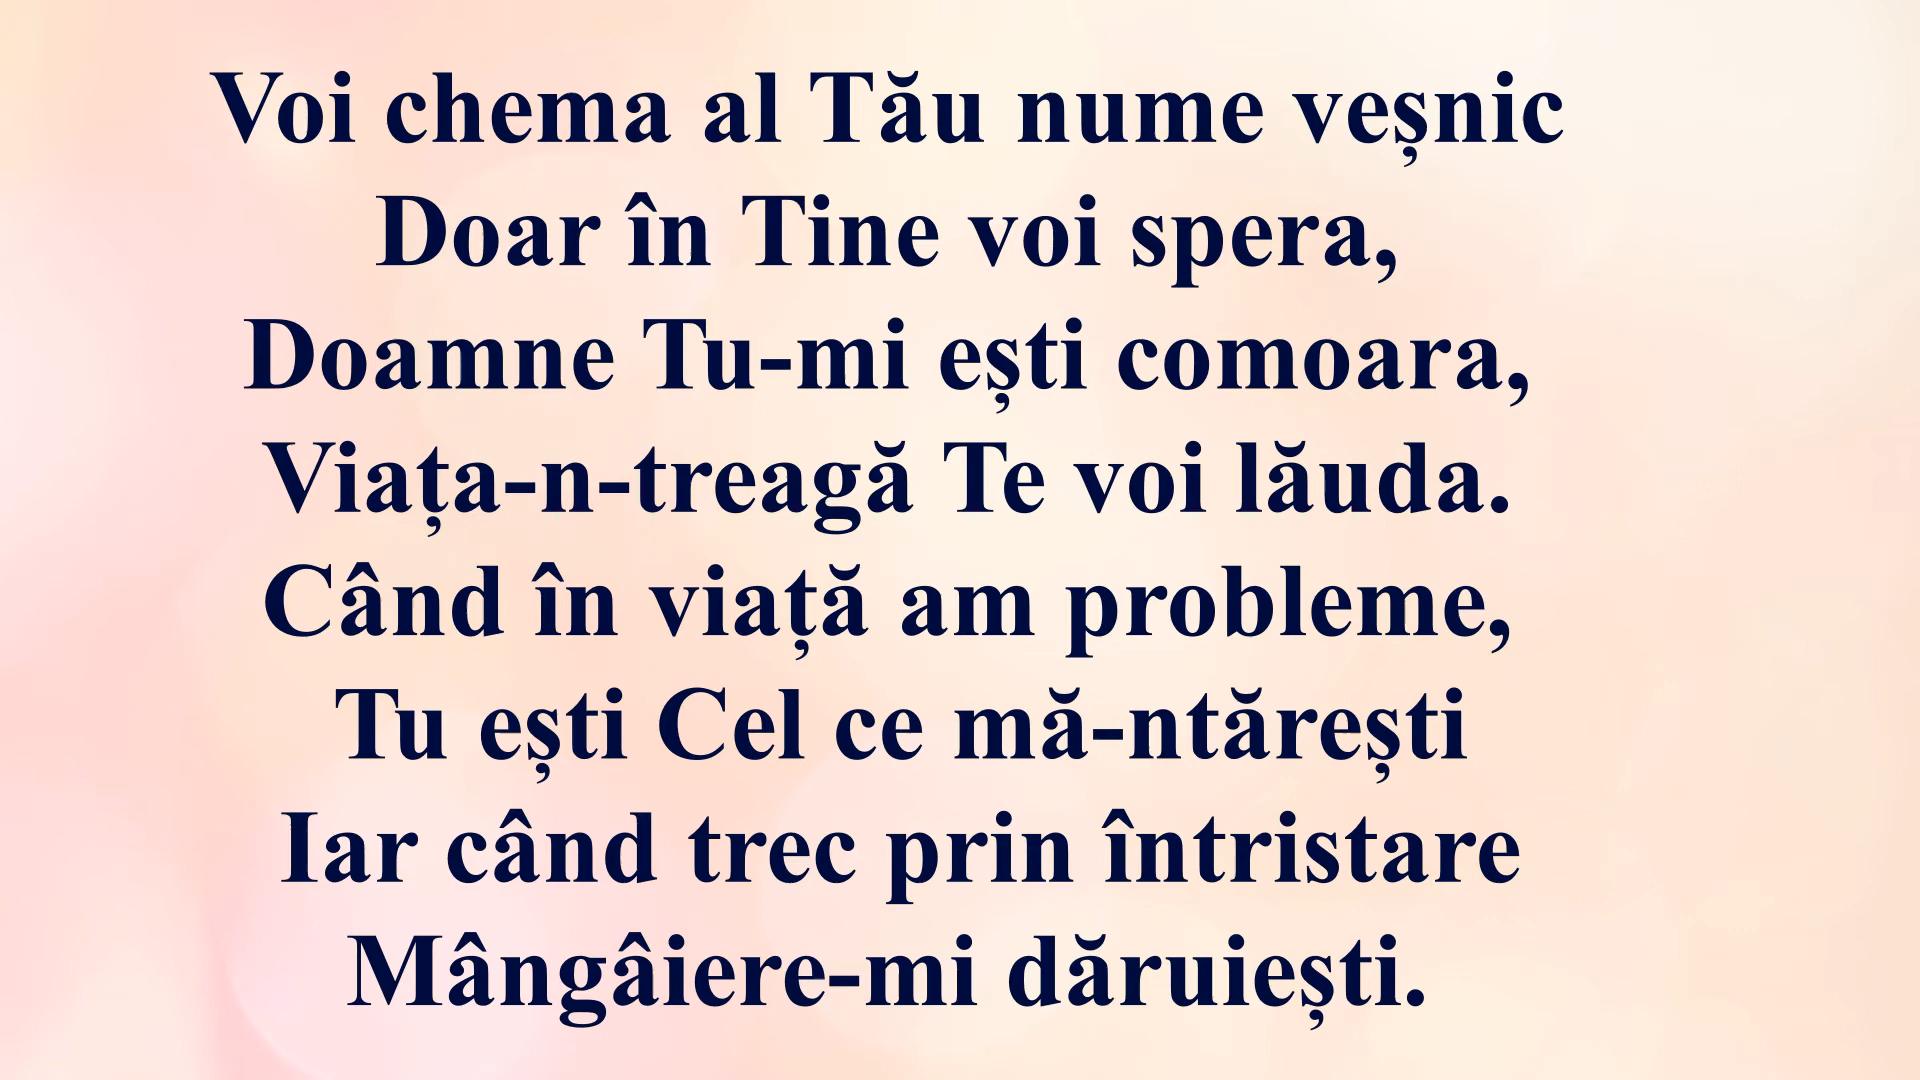 Voi chema al Tău nume veșnic
Doar în Tine voi spera,
Doamne Tu-mi ești comoara,
Viața-n-treagă Te voi lăuda.
Când în viață am probleme,
Tu ești Cel ce mă-ntărești
Iar când trec prin întristare
Mângâiere-mi dăruiești.